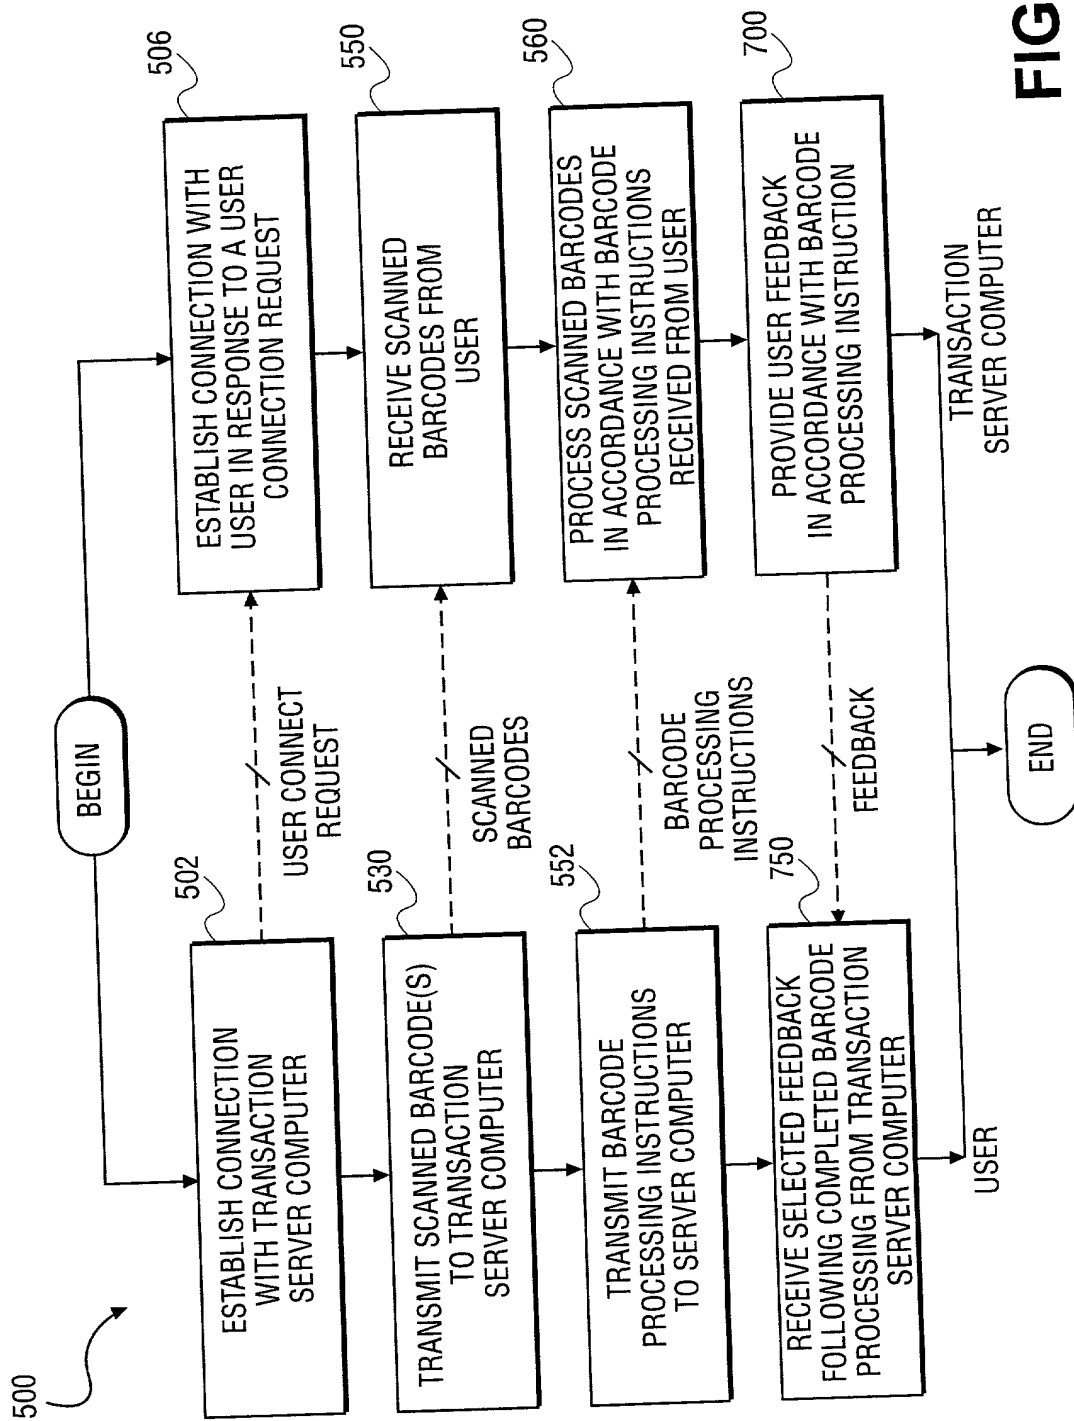 500
BEGIN
502
ESTABLISH CONNECTION
WITH TRANSACTION
SERVER COMPUTER
USER CONNECT
REQUEST
506
ESTABLISH CONNECTION WITH
USER IN RESPONSE TO A USER
CONNECTION REQUEST
530
TRANSMIT SCANNED BARCODE(S)
TO TRANSACTION
SERVER COMPUTER
SCANNED
BARCODES
550
RECEIVE SCANNED
BARCODES FROM
USER
552
TRANSMIT BARCODE
PROCESSING INSTRUCTIONS
TO SERVER COMPUTER
BARCODE
PROCESSING
INSTRUCTIONS
560
PROCESS SCANNED BARCODES
IN ACCORDANCE WITH BARCODE
PROCESSING INSTRUCTIONS
RECEIVED FROM USER
750
RECEIVE SELECTED FEEDBACK
FOLLOWING COMPLETED BARCODE
PROCESSING FROM TRANSACTION
SERVER COMPUTER
FEEDBACK
700
PROVIDE USER FEEDBACK
IN ACCORDANCE WITH BARCODE
PROCESSING INSTRUCTION
USER
TRANSACTION
SERVER COMPUTER
END
FIG